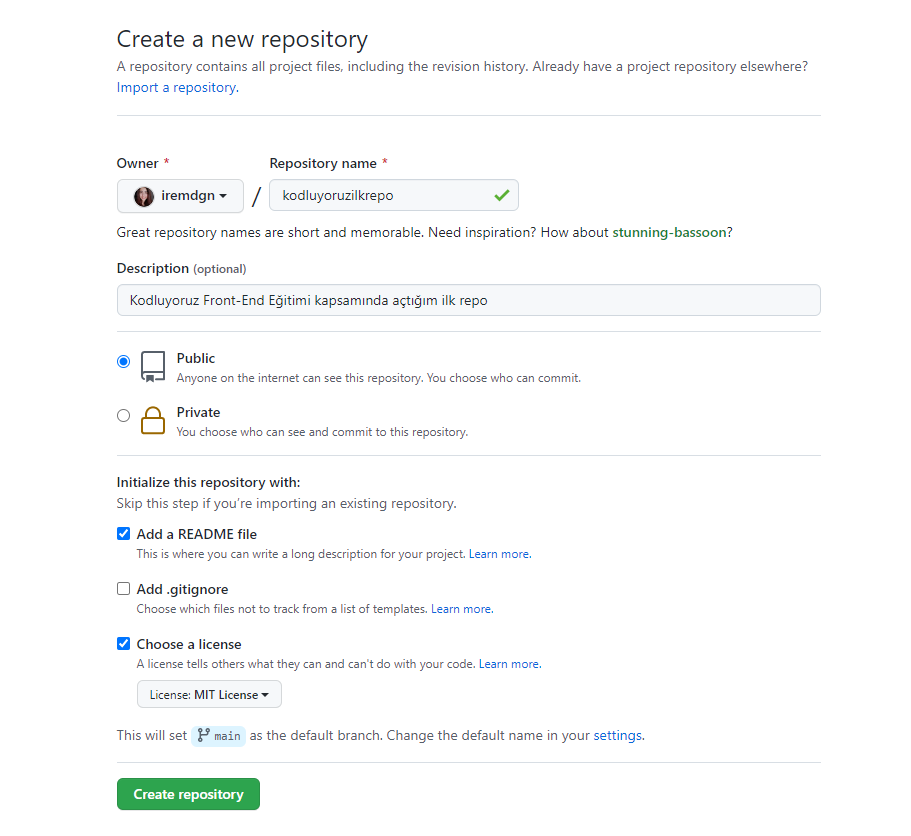 Create a new repository
A repository contains all project files, including the revision history. Already have a project repository elsewhere?
Import a repository.
Owner * Repository name *
iremdgn / kodluyoruzilkrepo
Great repository names are short and memorable. Need inspiration? How about stunning-bassoon?
Description (optional)
Kodluyoruz Front-End Eğitimi kapsamında açtığım ilk repo
Public
Anyone on the internet can see this repository. You choose who can commit.
Private
You choose who can see and commit to this repository.
Initialize this repository with:
Skip this step if you're importing an existing repository.
Add a README file
This is where you can write a long description for your project. Learn more.
Add .gitignore
Choose which files not to track from a list of templates. Learn more.
Choose a license
A license tells others what they can and can't do with your code. Learn more.
License: MIT License
This will set main as the default branch. Change the default name in your settings.
Create repository